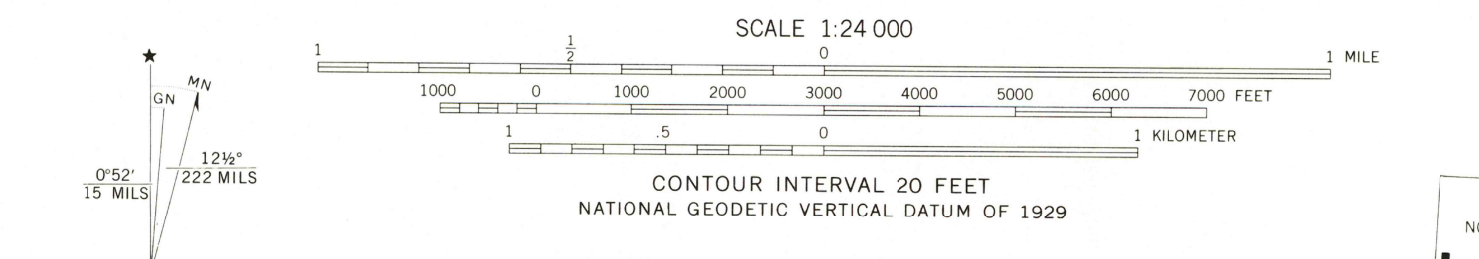 SCALE 1:24 000
1 ½ 0 1 MILE
1000 0 1000 2000 3000 4000 5000 6000 7000 FEET
1 .5 0 1 KILOMETER
CONTOUR INTERVAL 20 FEET
NATIONAL GEODETIC VERTICAL DATUM OF 1929
★
MN
GN
12½°
222 MILS
0°52′
15 MILS